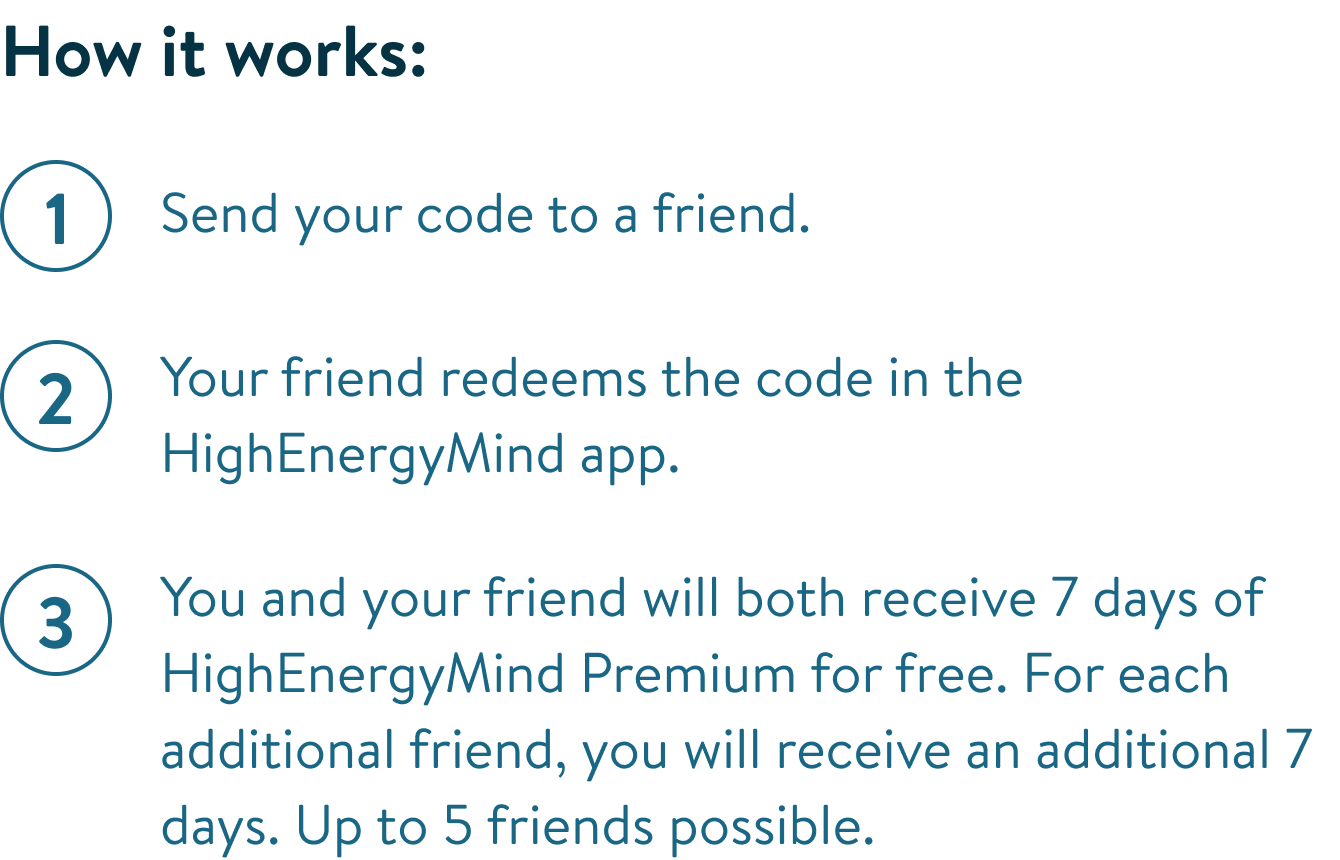 How it works:
1
Send your code to a friend.
2
Your friend redeems the code in the
HighEnergyMind app.
3
You and your friend will both receive 7 days of
HighEnergyMind Premium for free. For each
additional friend, you will receive an additional 7
days. Up to 5 friends possible.